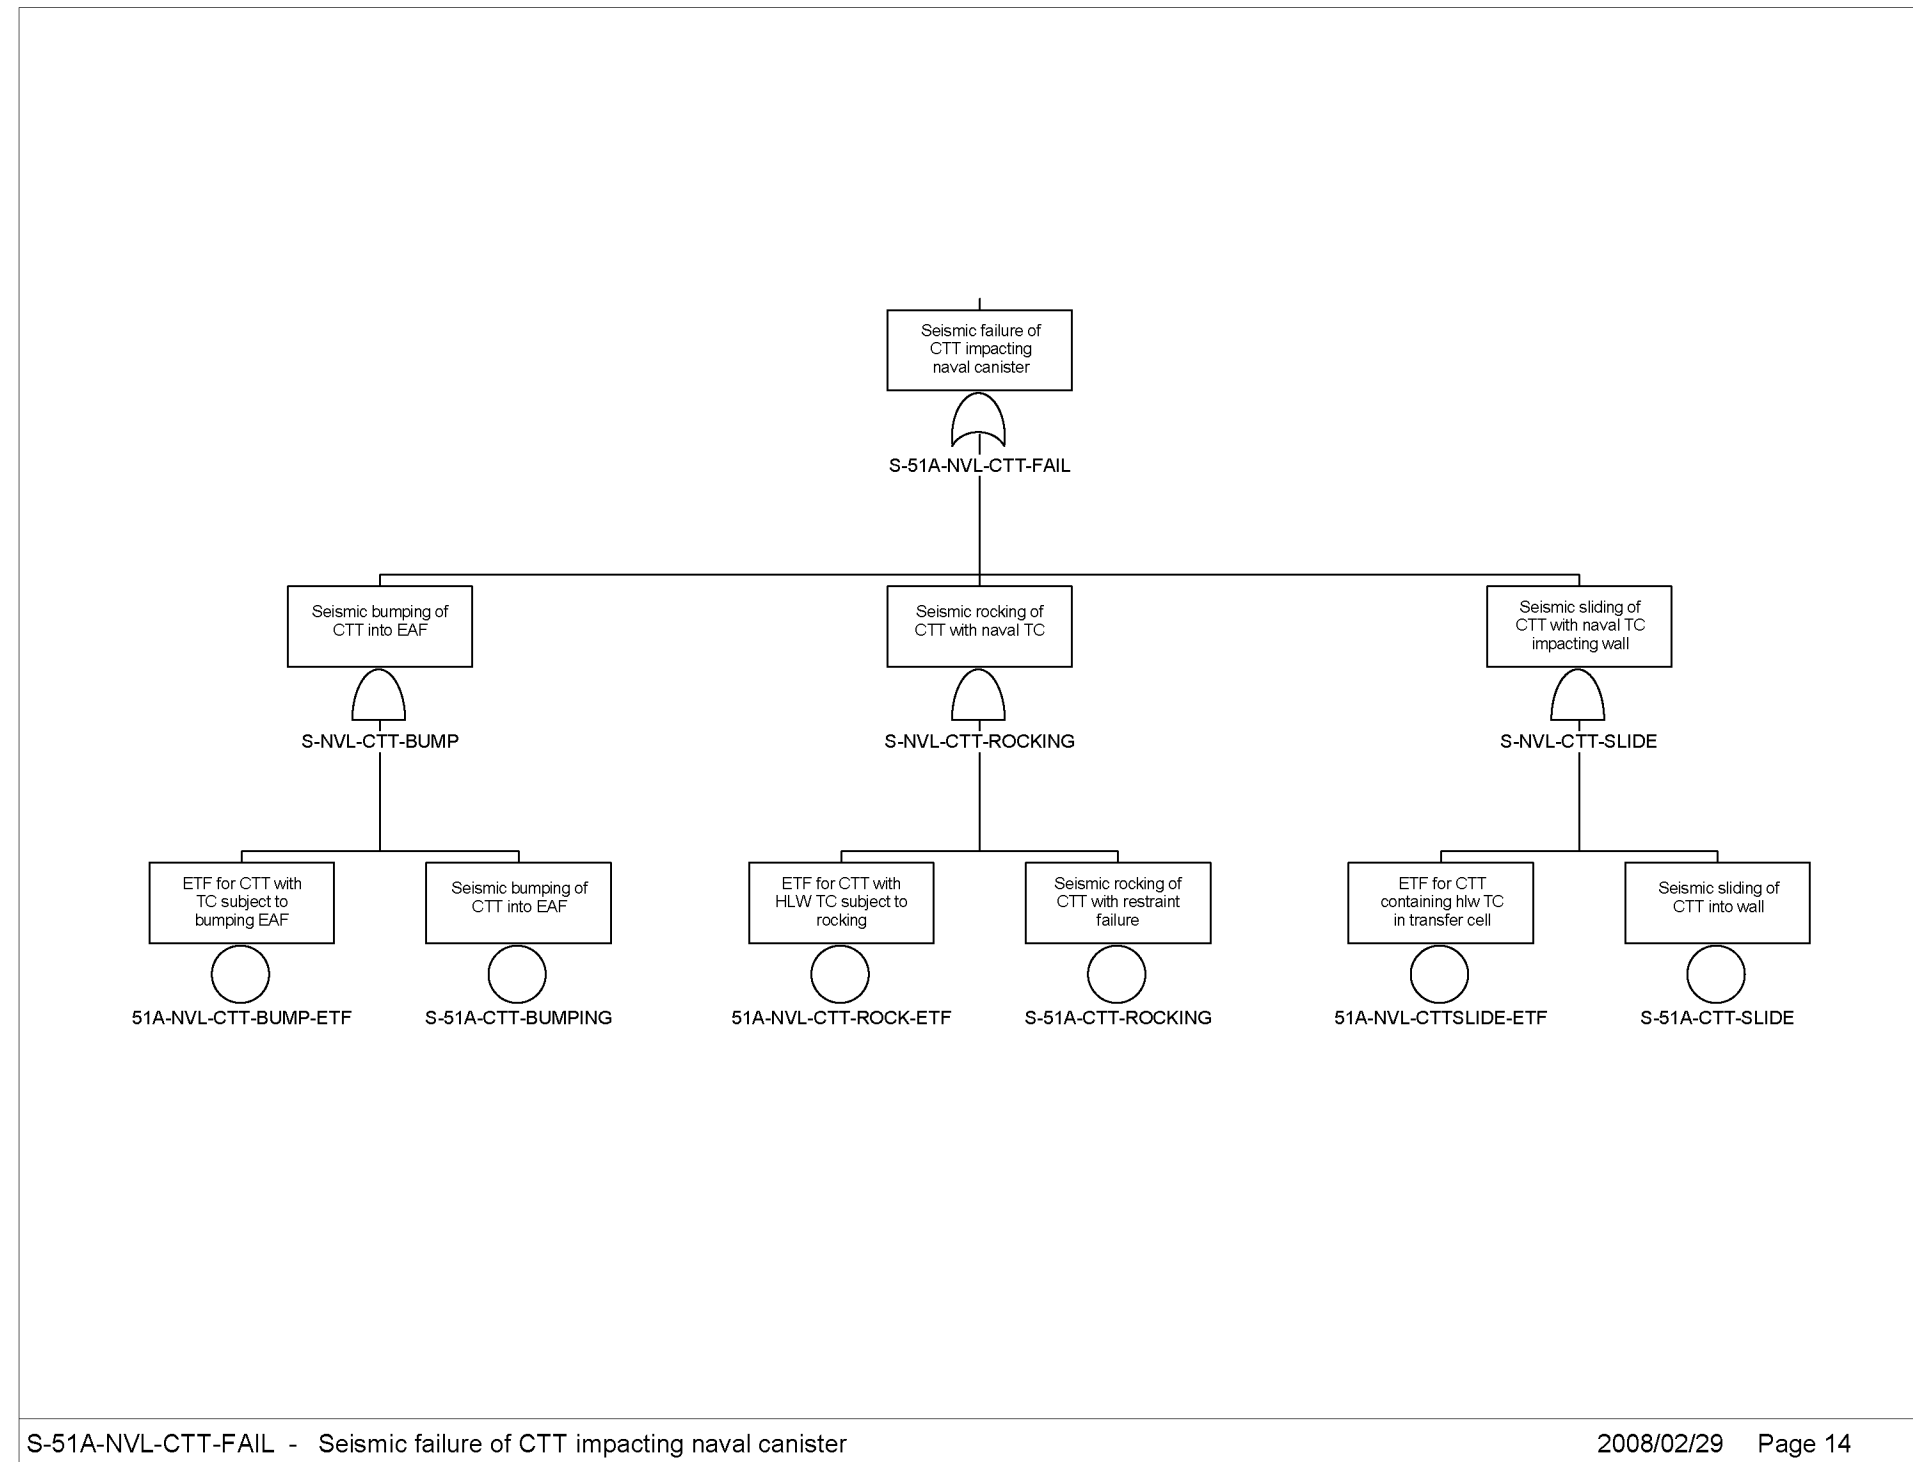 Seismic failure of
CTT impacting
naval canister
S-51A-NVL-CTT-FAIL
Seismic bumping of
CTT into EAF
S-NVL-CTT-BUMP
Seismic rocking of
CTT with naval TC
S-NVL-CTT-ROCKING
Seismic sliding of
CTT with naval TC
impacting wall
S-NVL-CTT-SLIDE
ETF for CTT with
TC subject to
bumping EAF
51A-NVL-CTT-BUMP-ETF
Seismic bumping of
CTT into EAF
S-51A-CTT-BUMPING
ETF for CTT with
HLW TC subject to
rocking
51A-NVL-CTT-ROCK-ETF
Seismic rocking of
CTT with restraint
failure
S-51A-CTT-ROCKING
ETF for CTT
containing hlw TC
in transfer cell
51A-NVL-CTTSLIDE-ETF
Seismic sliding of
CTT into wall
S-51A-CTT-SLIDE
S-51A-NVL-CTT-FAIL - Seismic failure of CTT impacting naval canister
2008/02/29 Page 14